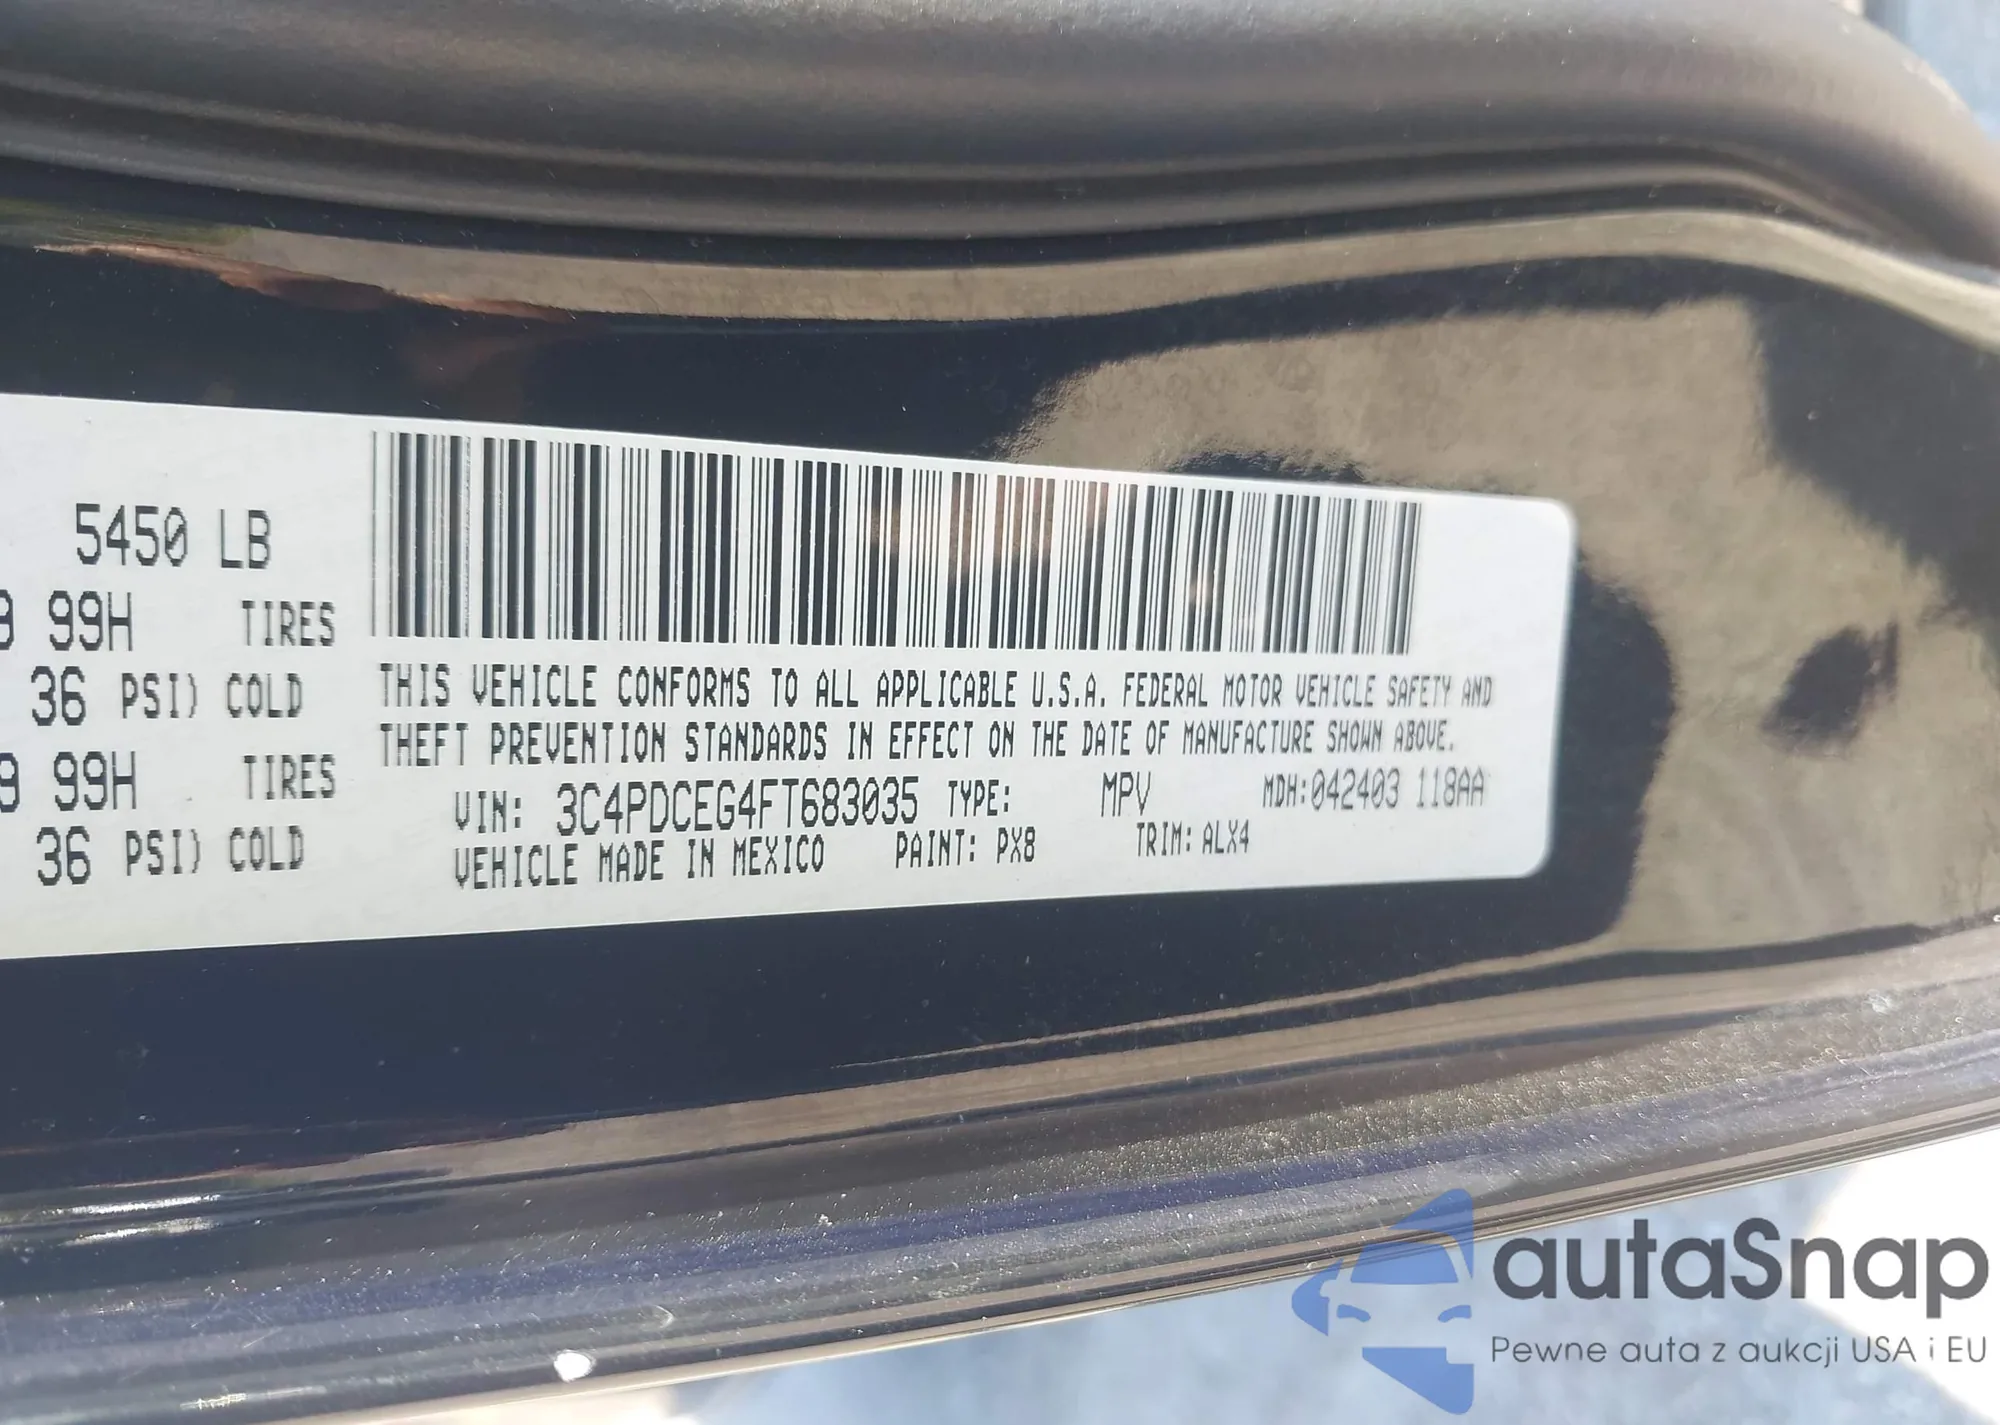 5450 LB
99H TIRES
36 PSI) COLD
99H TIRES
36 PSI) COLD
THIS VEHICLE CONFORMS TO ALL APPLICABLE U.S.A. FEDERAL MOTOR VEHICLE SAFETY AND
THEFT PREVENTION STANDARDS IN EFFECT ON THE DATE OF MANUFACTURE SHOWN ABOVE.
VIN: 3C4PDCEG4FT683035 TYPE: MPV MDH:042403 118AA
VEHICLE MADE IN MEXICO PAINT: PX8 TRIM: ALX4
autaSnap
Pewne auta z aukcji USA i EU